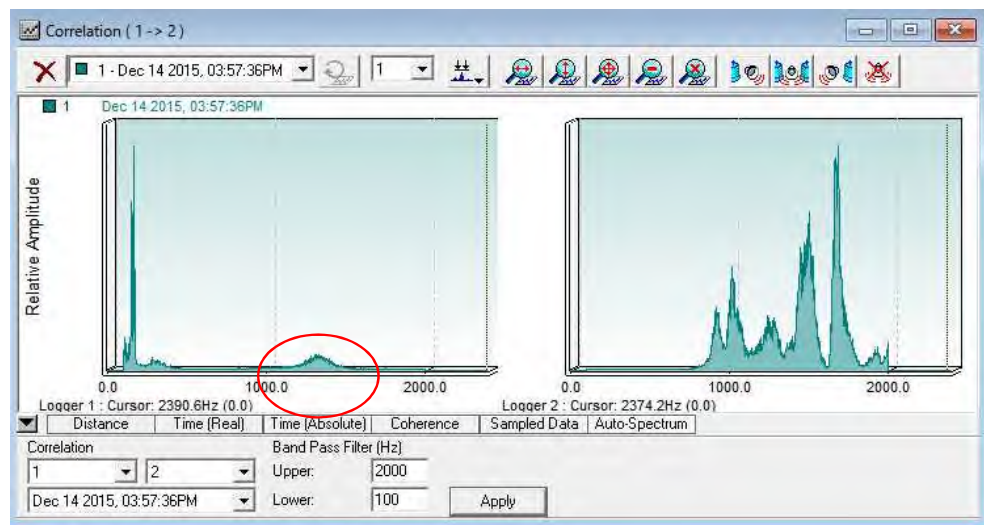 Correlation ( 1 -> 2 )
1 - Dec 14 2015, 03:57:36PM 1
1 Dec 14 2015, 03:57:36PM
Relative Amplitude
0.0 1000.0 2000.0 0.0 1000.0 2000.0
Logger 1 : Cursor: 2390.6Hz (0.0) Logger 2 : Cursor: 2374.2Hz (0.0)
Distance Time (Real) Time (Absolute) Coherence Sampled Data Auto-Spectrum
Correlation Band Pass Filter (Hz)
1 2 Upper: 2000
Dec 14 2015, 03:57:36PM Lower: 100 Apply